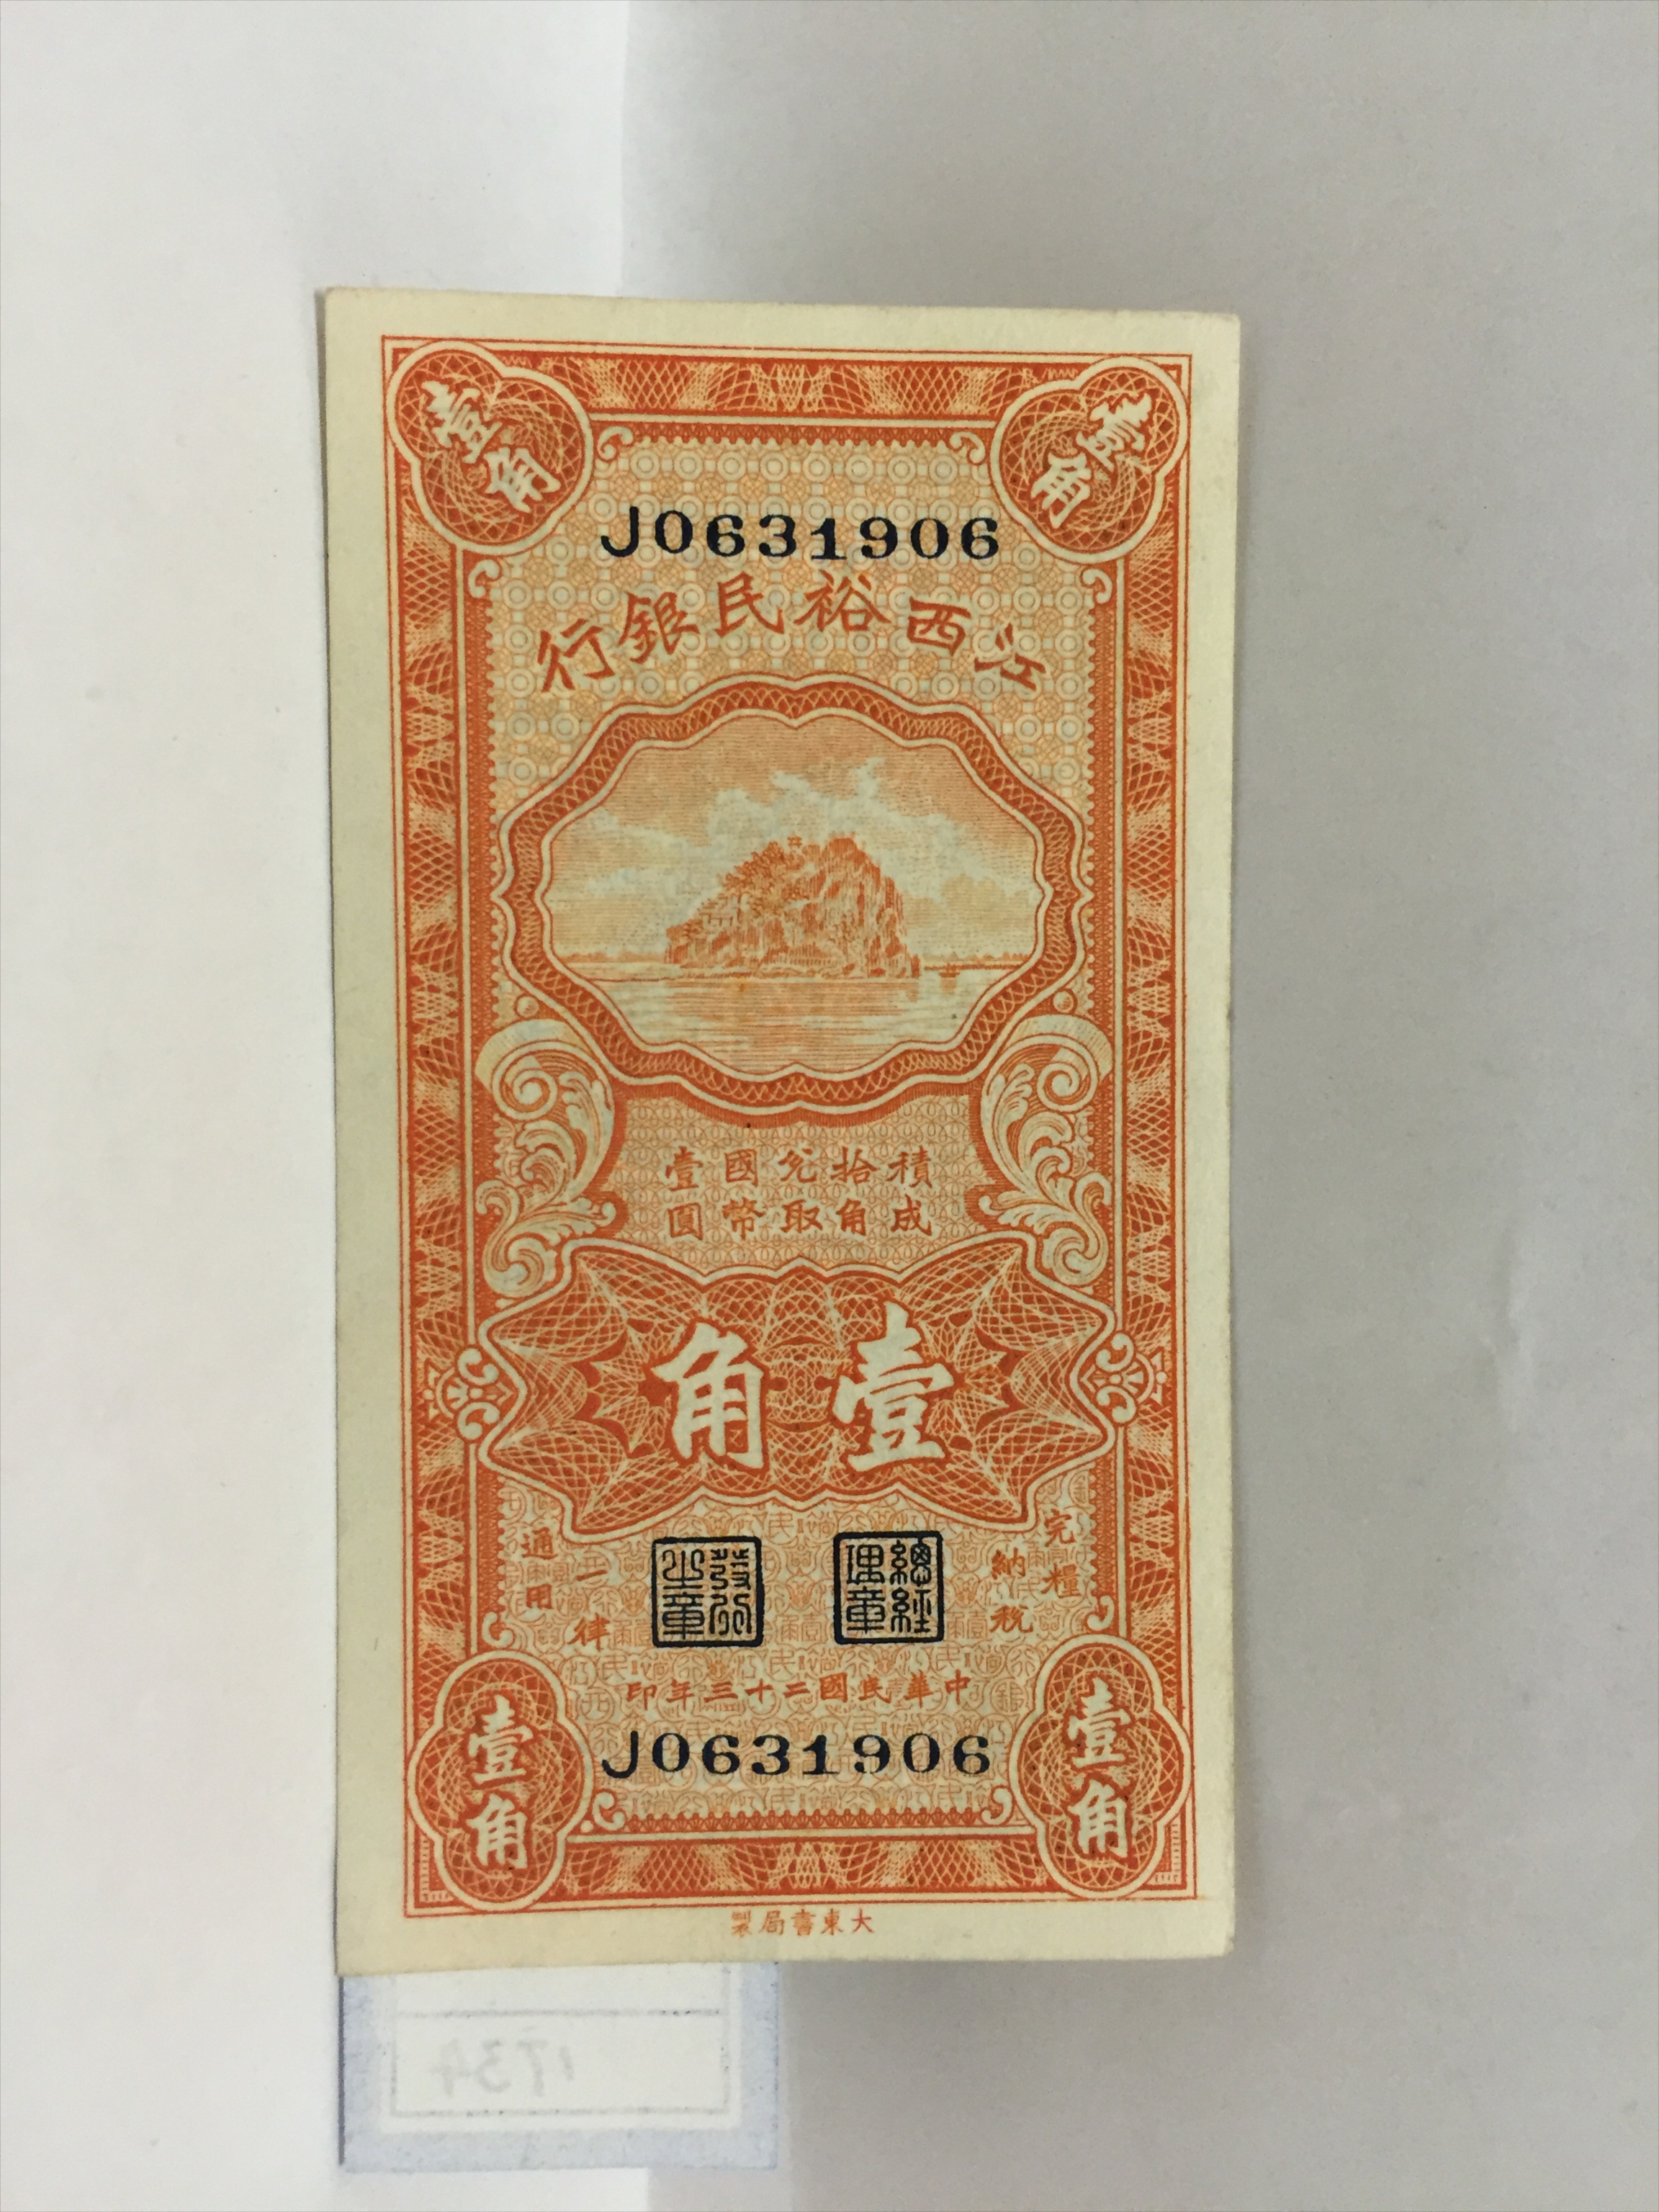 壹角
壹角
J0631906
江西裕民銀行
積成拾角兌取國幣壹圓
壹角
完糧納稅
總經理章
發行之章
一律通用
中華民國二十三年印
J0631906
壹角
壹角
大東書局製
1734